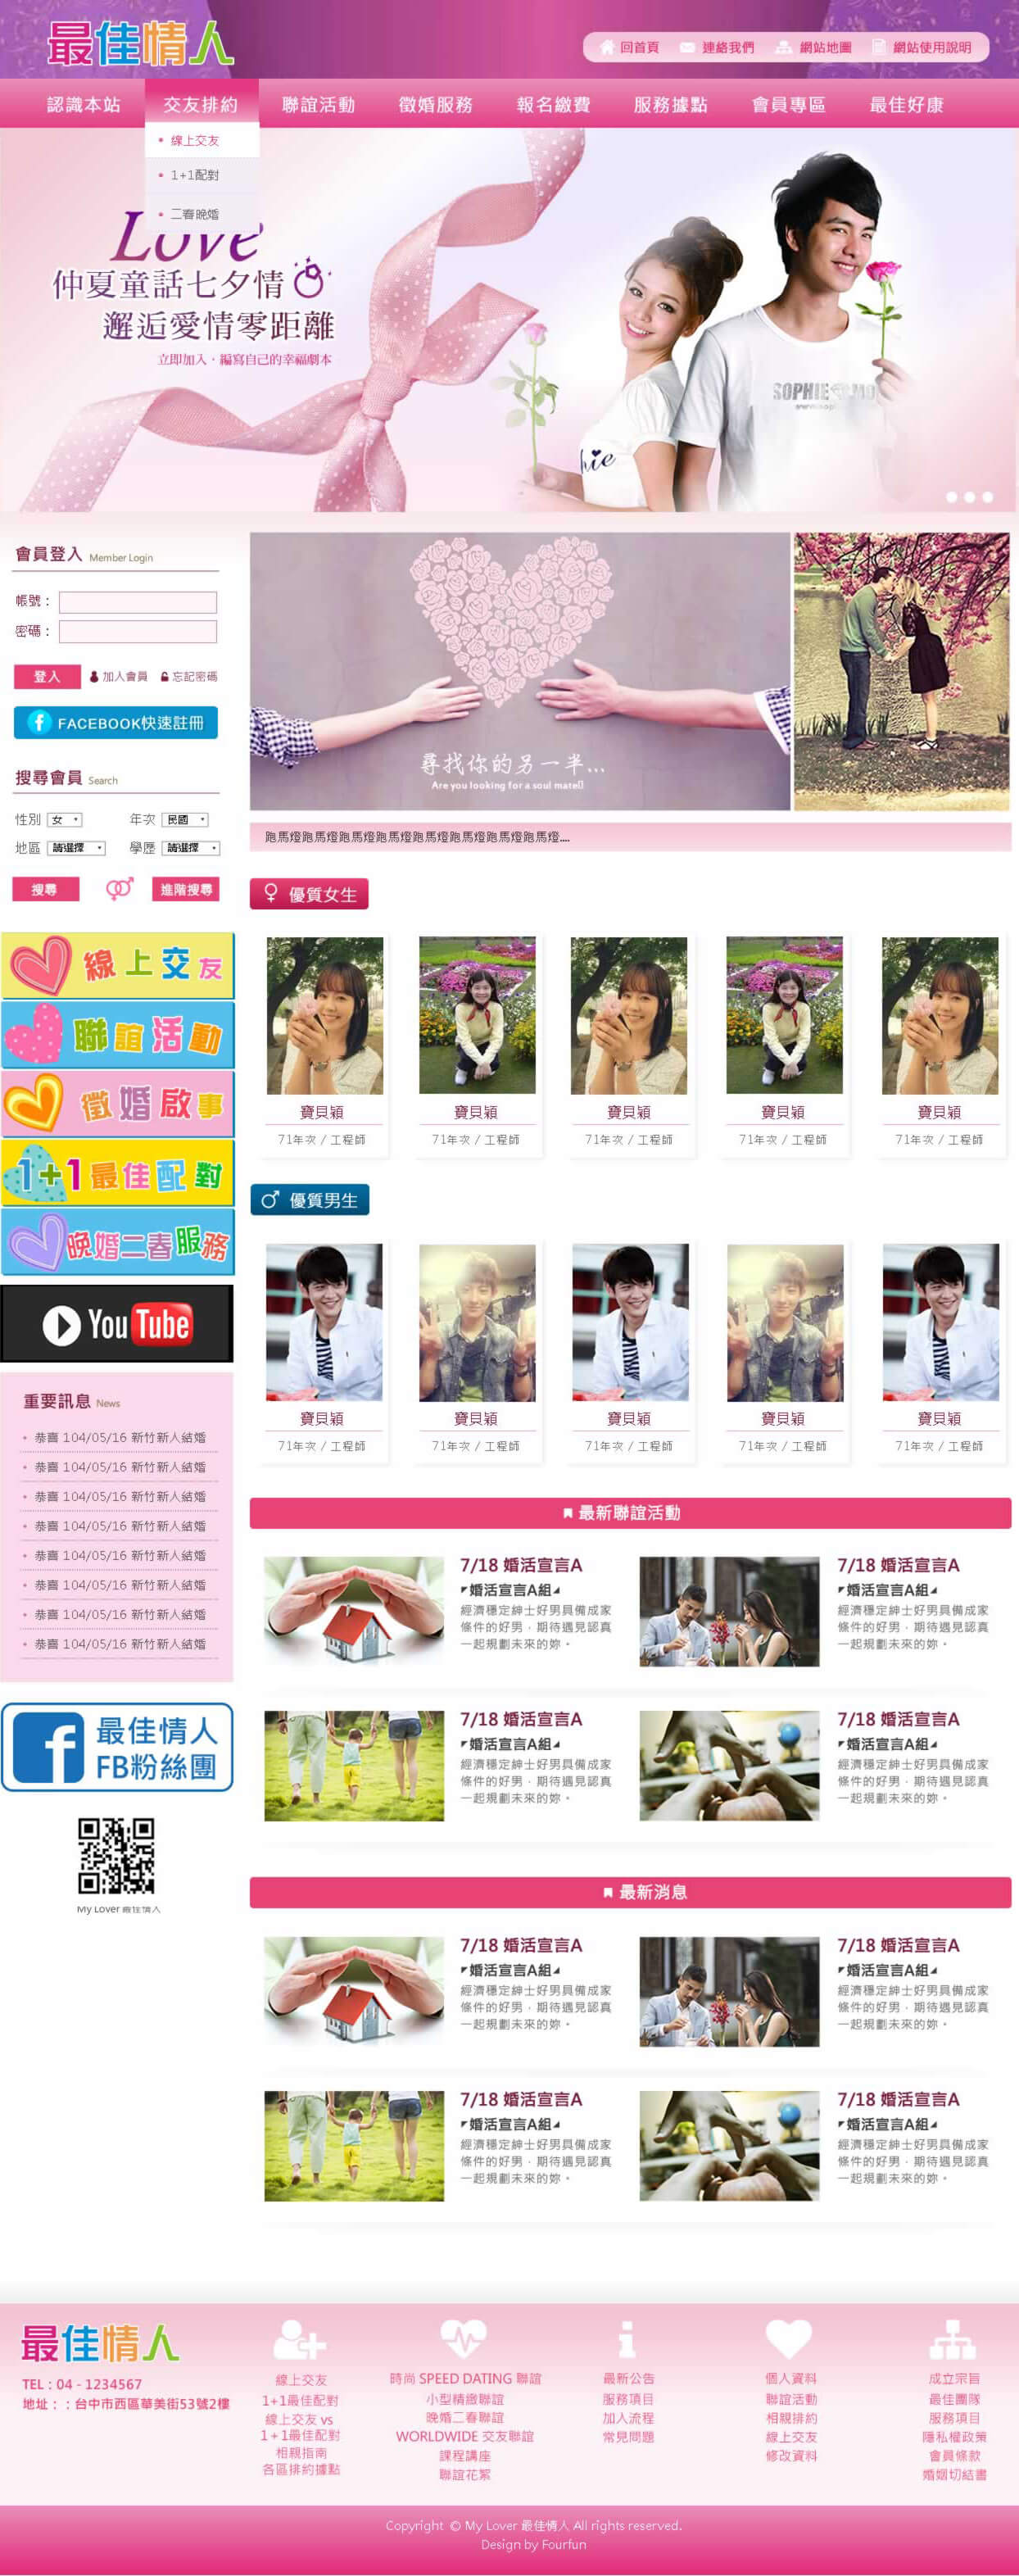 最佳情人
回首頁 連絡我們 網站地圖 網站使用說明
認識本站 交友排約 聯誼活動 徵婚服務 報名繳費 服務據點 會員專區 最佳好康
線上交友
1+1配對
二春晚婚
Love
仲夏童話七夕情
邂逅愛情零距離
立即加入・編寫自己的幸福劇本
會員登入 Member Login
帳號：
密碼：
登入 加入會員 忘記密碼
FACEBOOK快速註冊
搜尋會員 Search
性別 女 年次 民國
地區 請選擇 學歷 請選擇
搜尋 進階搜尋
線上交友
聯誼活動
徵婚啟事
1+1最佳配對
晚婚二春服務
You Tube
重要訊息 News
恭喜 104/05/16 新竹新人結婚
恭喜 104/05/16 新竹新人結婚
恭喜 104/05/16 新竹新人結婚
恭喜 104/05/16 新竹新人結婚
恭喜 104/05/16 新竹新人結婚
恭喜 104/05/16 新竹新人結婚
恭喜 104/05/16 新竹新人結婚
恭喜 104/05/16 新竹新人結婚
最佳情人
FB粉絲團
My Lover 最佳情人
尋找你的另一半...
Are you looking for a soul mate
跑馬燈跑馬燈跑馬燈跑馬燈跑馬燈跑馬燈跑馬燈跑馬燈....
優質女生
寶貝穎 寶貝穎 寶貝穎 寶貝穎 寶貝穎
71年次 / 工程師 71年次 / 工程師 71年次 / 工程師 71年次 / 工程師 71年次 / 工程師
優質男生
寶貝穎 寶貝穎 寶貝穎 寶貝穎 寶貝穎
71年次 / 工程師 71年次 / 工程師 71年次 / 工程師 71年次 / 工程師 71年次 / 工程師
最新聯誼活動
7/18 婚活宣言A
婚活宣言A組
經濟穩定紳士好男具備成家
條件的好男．期待遇見認真
一起規劃未來的妳。
7/18 婚活宣言A
婚活宣言A組
經濟穩定紳士好男具備成家
條件的好男．期待遇見認真
一起規劃未來的妳。
7/18 婚活宣言A
婚活宣言A組
經濟穩定紳士好男具備成家
條件的好男．期待遇見認真
一起規劃未來的妳。
7/18 婚活宣言A
婚活宣言A組
經濟穩定紳士好男具備成家
條件的好男．期待遇見認真
一起規劃未來的妳。
最新消息
7/18 婚活宣言A
婚活宣言A組
經濟穩定紳士好男具備成家
條件的好男．期待遇見認真
一起規劃未來的妳。
7/18 婚活宣言A
婚活宣言A組
經濟穩定紳士好男具備成家
條件的好男．期待遇見認真
一起規劃未來的妳。
7/18 婚活宣言A
婚活宣言A組
經濟穩定紳士好男具備成家
條件的好男．期待遇見認真
一起規劃未來的妳。
7/18 婚活宣言A
婚活宣言A組
經濟穩定紳士好男具備成家
條件的好男．期待遇見認真
一起規劃未來的妳。
最佳情人
TEL : 04 - 1234567
地址：：台中市西區華美街53號2樓
線上交友
1+1最佳配對
線上交友 vs
1+1最佳配對
相親指南
各區排約據點
時尚 SPEED DATING 聯誼
小型精緻聯誼
晚婚二春聯誼
WORLDWIDE 交友聯誼
課程講座
聯誼花絮
最新公告
服務項目
加入流程
常見問題
個人資料
聯誼活動
相親排約
線上交友
修改資料
成立宗旨
最佳團隊
服務項目
隱私權政策
會員條款
婚姻切結書
Copyright © My Lover 最佳情人 All rights reserved.
Design by Fourfun